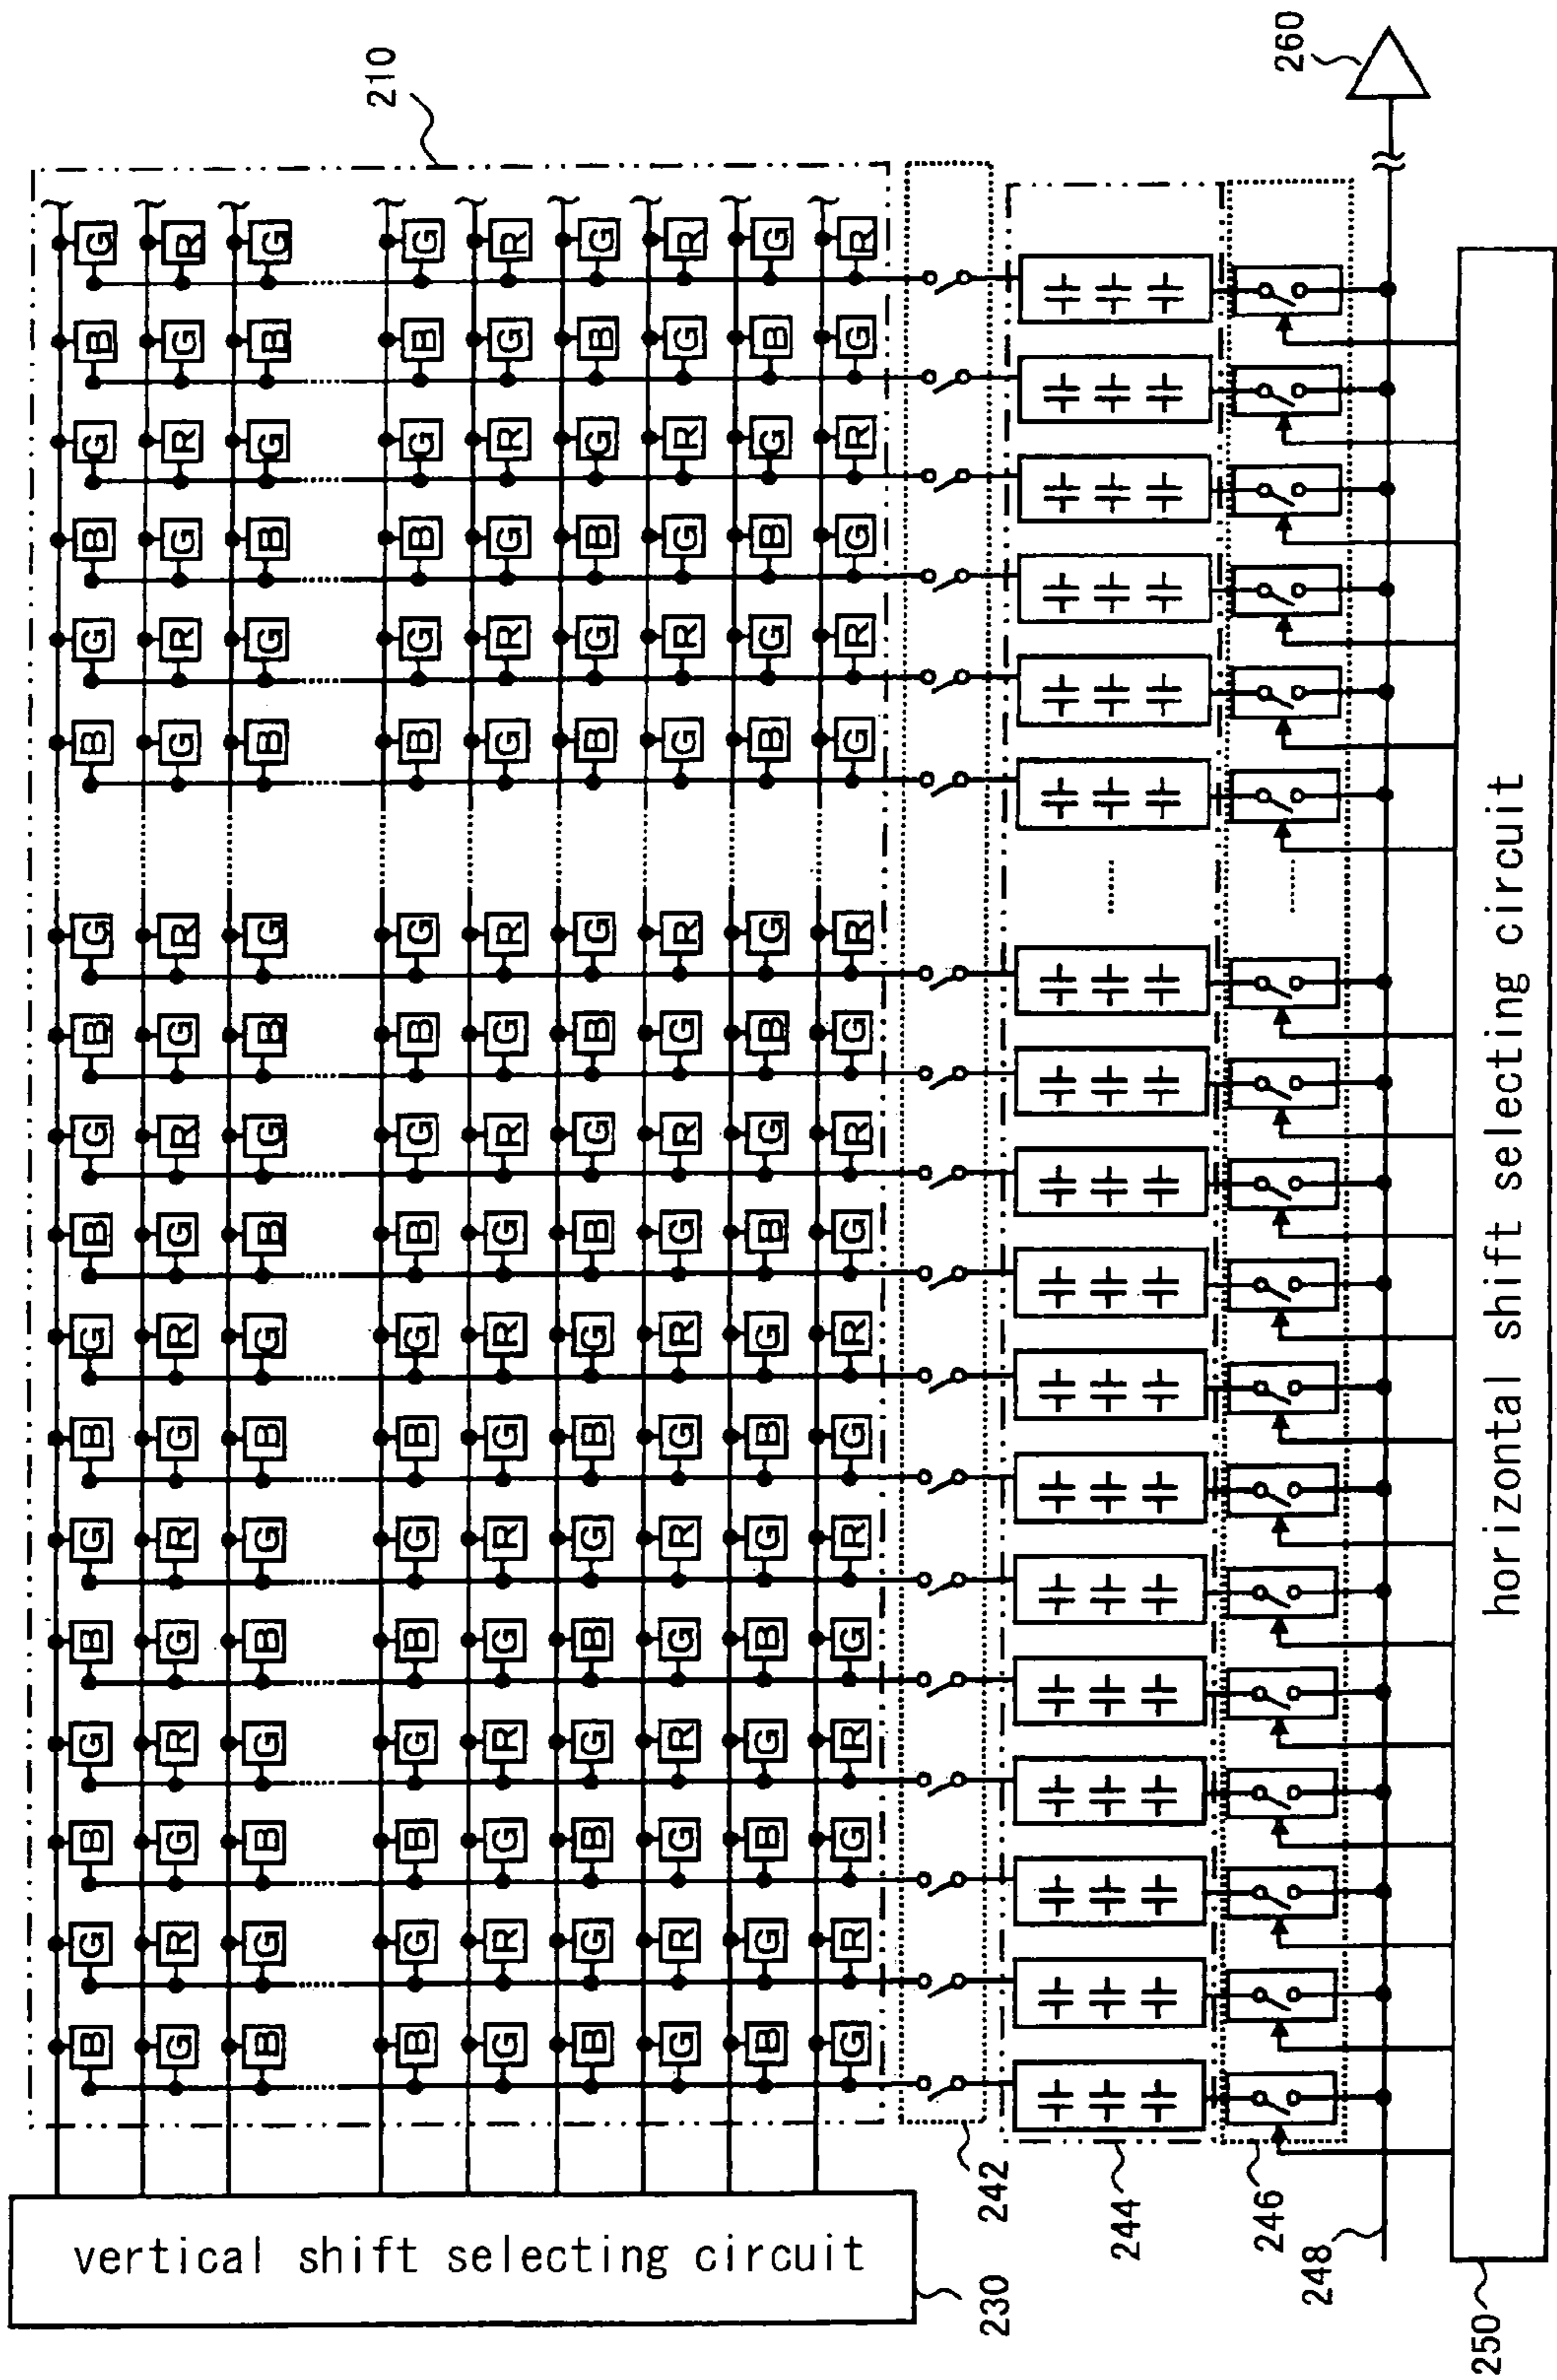 210
B G B G B G B G B G B G B G B G B G
G R G R G R G R G R G R G R G R G R
B G B G B G B G B G B G B G B G B G
B G B G B G B G B G B G B G B G B G
G R G R G R G R G R G R G R G R G R
B G B G B G B G B G B G B G B G B G
G R G R G R G R G R G R G R G R G R
B G B G B G B G B G B G B G B G B G
G R G R G R G R G R G R G R G R G R
vertical shift selecting circuit
230
242
244
246
248
260
horizontal shift selecting circuit
250